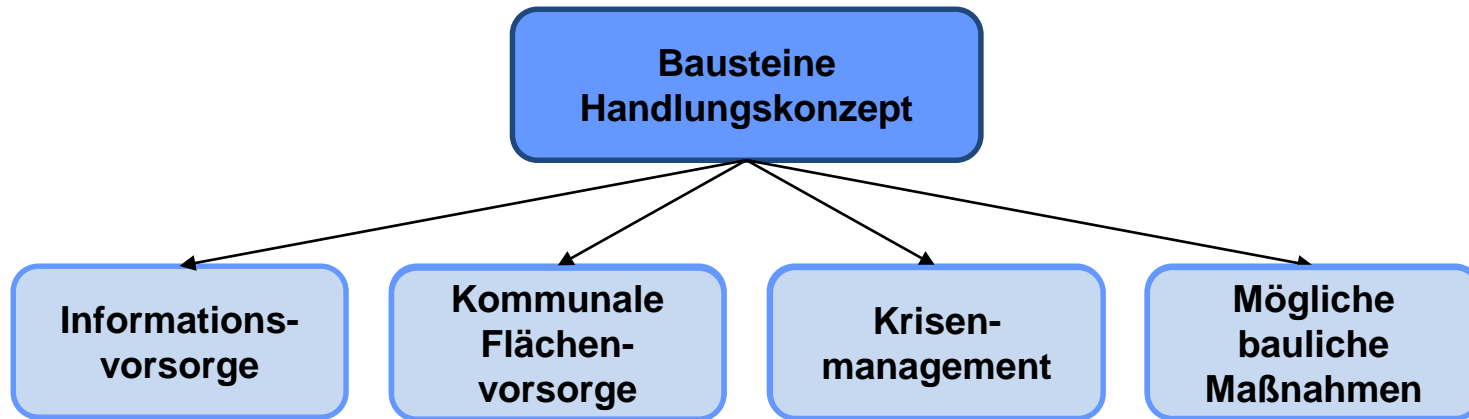 Bausteine
Handlungskonzept
Informations-
vorsorge
Kommunale
Flächen-
vorsorge
Krisen-
management
Mögliche
bauliche
Maßnahmen